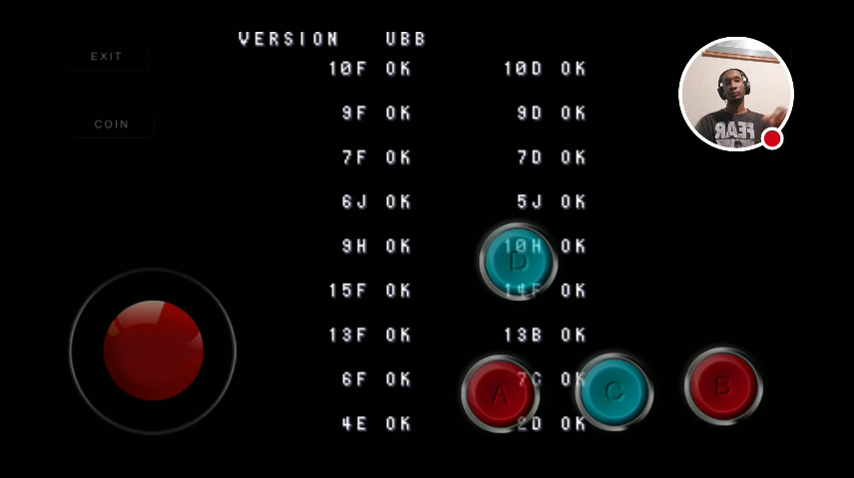 VERSION UBB
EXIT
10F OK 10D OK
9F OK 9D OK
COIN
7F OK 7D OK
6J OK 5J OK
9H OK 10H OK
D
15F OK 14F OK
13F OK 13B OK
6F OK 7C OK
A C B
4E OK 2D OK
FEAR